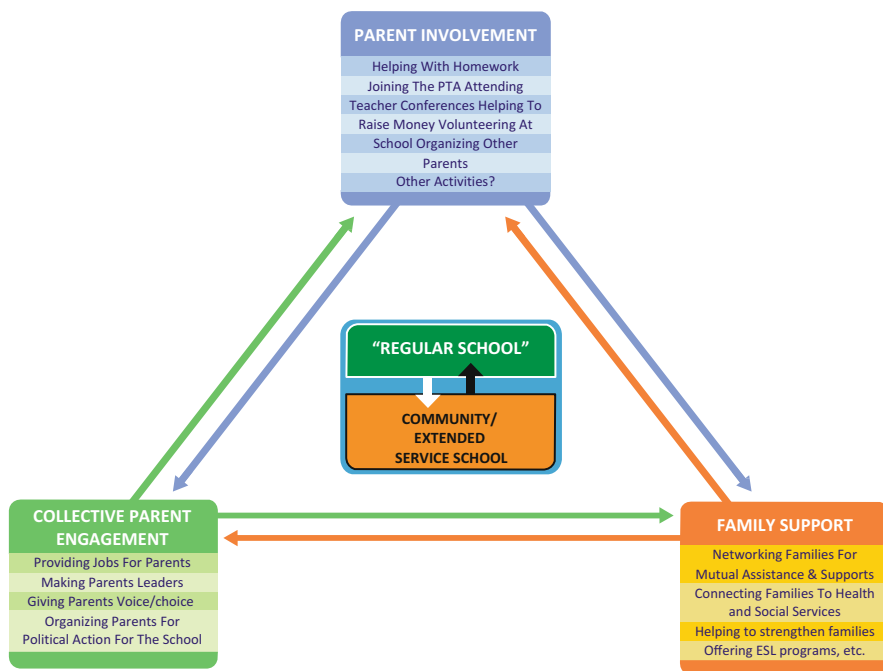 PARENT INVOLVEMENT
Helping With Homework
Joining The PTA Attending
Teacher Conferences Helping To
Raise Money Volunteering At
School Organizing Other
Parents
Other Activities?
“REGULAR SCHOOL”
COMMUNITY/
EXTENDED
SERVICE SCHOOL
COLLECTIVE PARENT
ENGAGEMENT
Providing Jobs For Parents
Making Parents Leaders
Giving Parents Voice/choice
Organizing Parents For
Political Action For The School
FAMILY SUPPORT
Networking Families For
Mutual Assistance & Supports
Connecting Families To Health
and Social Services
Helping to strengthen families
Offering ESL programs, etc.